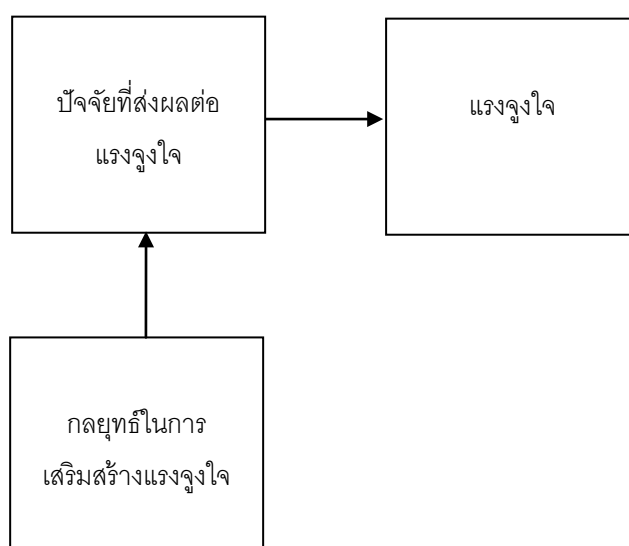 ปัจจัยที่ส่งผลต่อ
แรงจูงใจ
แรงจูงใจ
กลยุทธ์ในการ
เสริมสร้างแรงจูงใจ